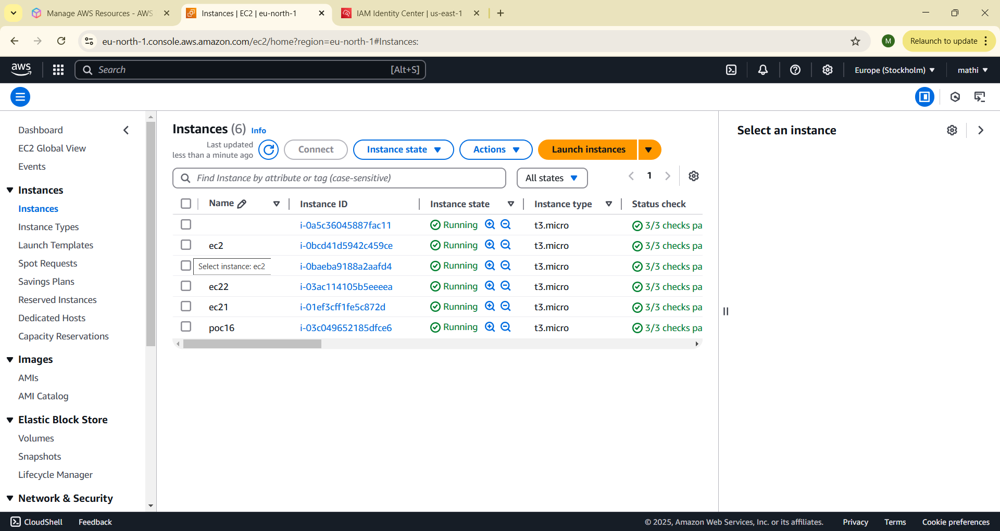 Manage AWS Resources - AWS
Instances | EC2 | eu-north-1
IAM Identity Center | us-east-1
eu-north-1.console.aws.amazon.com/ec2/home?region=eu-north-1#Instances:
M
Relaunch to update
aws
Search
[Alt+S]
Europe (Stockholm)
mathi
Dashboard
EC2 Global View
Events
Instances
Instances
Instance Types
Launch Templates
Spot Requests
Savings Plans
Reserved Instances
Dedicated Hosts
Capacity Reservations
Images
AMIs
AMI Catalog
Elastic Block Store
Volumes
Snapshots
Lifecycle Manager
Network & Security
Instances (6) Info
Last updated
less than a minute ago
Connect
Instance state
Actions
Launch instances
Find Instance by attribute or tag (case-sensitive)
All states
1
Name Instance ID Instance state Instance type Status check
i-0a5c36045887fac11 Running t3.micro 3/3 checks pa
ec2 i-0bcd41d5942c459ce Running t3.micro 3/3 checks pa
Select instance: ec2 i-0baeba9188a2aafd4 Running t3.micro 3/3 checks pa
ec22 i-03ac114105b5eeeea Running t3.micro 3/3 checks pa
ec21 i-01ef3cff1fe5c872d Running t3.micro 3/3 checks pa
poc16 i-03c049652185dfce6 Running t3.micro 3/3 checks pa
Select an instance
CloudShell
Feedback
© 2025, Amazon Web Services, Inc. or its affiliates.
Privacy
Terms
Cookie preferences